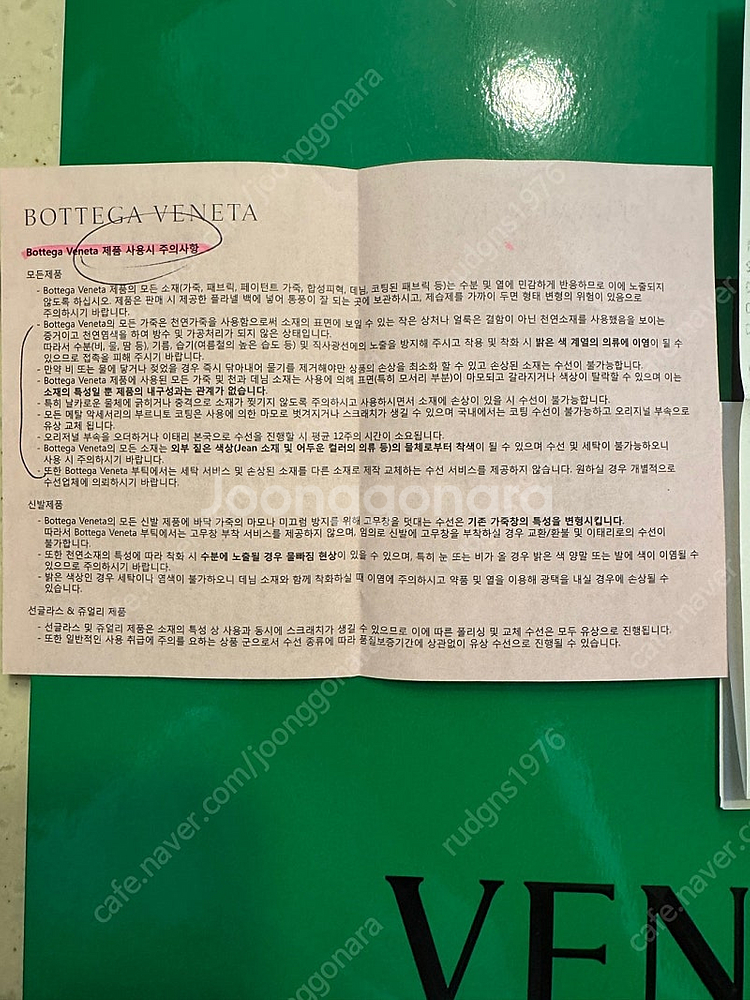 BOTTEGA VENETA
Bottega Veneta 제품 사용시 주의사항
모든제품
- Bottega Veneta 제품의 모든 소재(가죽, 패브릭, 페이턴트 가죽, 합성피혁, 데님, 코팅된 패브릭 등)는 수분 및 열에 민감하게 반응하므로 이에 노출되지
않도록 하십시오. 제품은 판매 시 제공한 플라넬 백에 넣어 통풍이 잘 되는 곳에 보관하시고, 제습제를 가까이 두면 형태 변형의 위험이 있음으로
주의하시기 바랍니다.
- Bottega Veneta의 모든 가죽은 천연가죽을 사용함으로써 소재의 표면에 보일 수 있는 작은 상처나 얼룩은 결함이 아닌 천연소재를 사용했음을 보이는
증거이고 천연염색을 하여 방수 및 가공처리가 되지 않은 상태입니다.
따라서 수분(비, 물, 땀 등), 기름, 습기(여름철의 높은 습도 등) 및 직사광선에의 노출을 방지해 주시고 착용 및 착화 시 밝은 색 계열의 의류에 이염이 될 수
있으므로 접촉을 피해 주시기 바랍니다.
- 만약 비 또는 물에 닿거나 젖었을 경우 즉시 닦아내어 물기를 제거해야만 상품의 손상을 최소화 할 수 있고 손상된 소재는 수선이 불가능합니다.
- Bottega Veneta 제품에 사용된 모든 가죽 및 천과 데님 소재는 사용에 의해 표면(특히 모서리 부분)이 마모되고 갈라지거나 색상이 탈락할 수 있으며 이는
소재의 특성일 뿐 제품의 내구성과는 관계가 없습니다.
- 특히 날카로운 물체에 긁히거나 충격으로 소재가 찢기지 않도록 주의하시고 사용하시면서 소재에 손상이 있을 시 수선이 불가능합니다.
- 모든 메탈 악세서리의 부르니토 코팅은 사용에 의한 마모로 벗겨지거나 스크래치가 생길 수 있으며 국내에서는 코팅 수선이 불가능하고 오리지널 부속으로
유상 교체 됩니다.
- 오리저널 부속을 오더하거나 이태리 본국으로 수선을 진행할 시 평균 12주의 시간이 소요됩니다.
- Bottega Veneta의 모든 소재는 외부 짙은 색상(Jean 소재 및 어두운 컬러의 의류 등)의 물체로부터 착색이 될 수 있으며 수선 및 세탁이 불가능하오니
사용 시 주의하시기 바랍니다.
- 또한 Bottega Veneta 부틱에서는 세탁 서비스 및 손상된 소재를 다른 소재로 제작 교체하는 수선 서비스를 제공하지 않습니다. 원하실 경우 개별적으로
수선업체에 의뢰하시기 바랍니다.
신발제품
- Bottega Veneta의 모든 신발 제품에 바닥 가죽의 마모나 미끄럼 방지를 위해 고무창을 덧대는 수선은 기존 가죽창의 특성을 변형시킵니다.
따라서 Bottega Veneta 부틱에서는 고무창 부착 서비스를 제공하지 않으며, 임의로 신발에 고무창을 부착하실 경우 교환/환불 및 이태리로의 수선이
불가합니다.
- 또한 천연소재의 특성에 따라 착화 시 수분에 노출될 경우 물빠짐 현상이 있을 수 있으며, 특히 눈 또는 비가 올 경우 밝은 색 양말 또는 발에 색이 이염될 수
있으므로 주의하시기 바랍니다.
- 밝은 색상인 경우 세탁이나 염색이 불가하오니 데님 소재와 함께 착화하실 때 이염에 주의하시고 약품 및 열을 이용해 광택을 내실 경우에 손상될 수
있습니다.
선글라스 & 쥬얼리 제품
- 선글라스 및 쥬얼리 제품은 소재의 특성 상 사용과 동시에 스크래치가 생길 수 있으므로 이에 따른 폴리싱 및 교체 수선은 모두 유상으로 진행됩니다.
- 또한 일반적인 사용 취급에 주의를 요하는 상품 군으로서 수선 종류에 따라 품질보증기간에 상관없이 유상 수선으로 진행될 수 있습니다.
Joonggonara
cafe.naver.com/joonggonara
rudgns1976
VEN